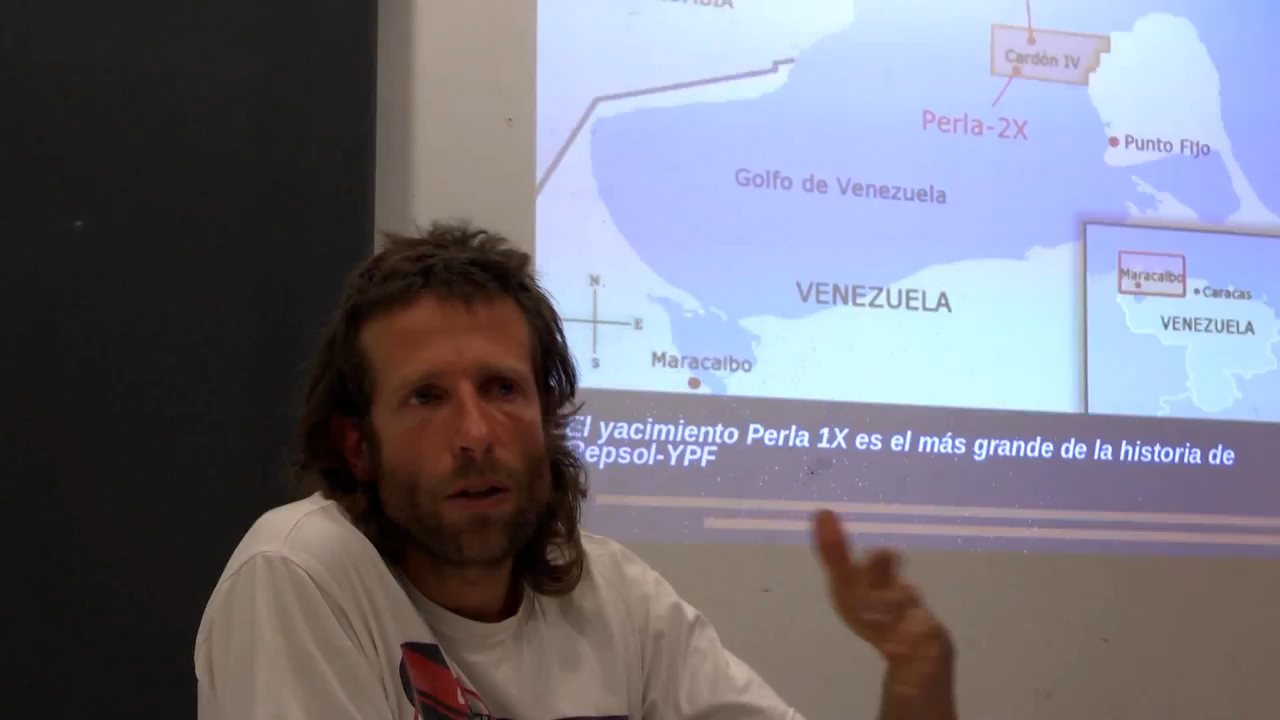 Cardón IV
Perla-2X
Punto Fijo
Golfo de Venezuela
VENEZUELA
N
E
S
Maracaibo
Maracaibo
Caracas
VENEZUELA
El yacimiento Perla 1X es el más grande de la historia de
Repsol-YPF